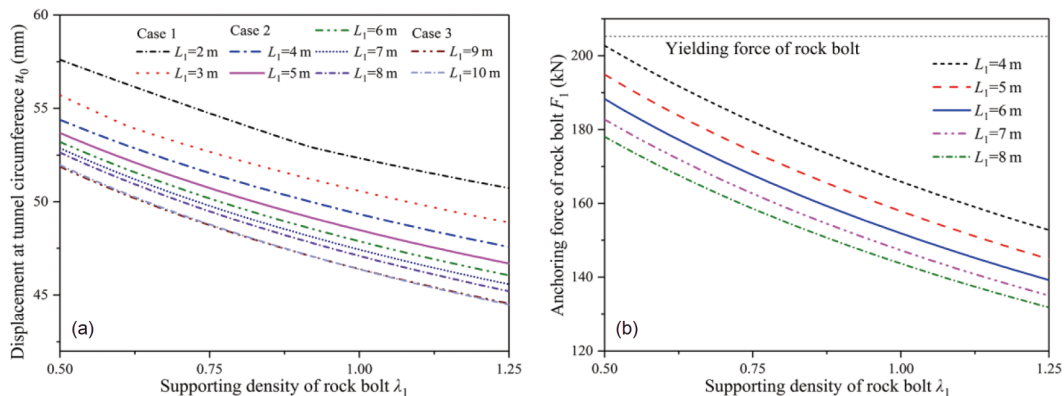 60
55
50
45
Displacement at tunnel circumference u₀ (mm)
Case 1
L₁=2 m
L₁=3 m
Case 2
L₁=4 m
L₁=5 m
L₁=6 m
L₁=7 m
L₁=8 m
Case 3
L₁=9 m
L₁=10 m
(a)
0.50 0.75 1.00 1.25
Supporting density of rock bolt λ₁
200
180
160
140
120
Anchoring force of rock bolt F₁ (kN)
Yielding force of rock bolt
L₁=4 m
L₁=5 m
L₁=6 m
L₁=7 m
L₁=8 m
(b)
0.50 0.75 1.00 1.25
Supporting density of rock bolt λ₁